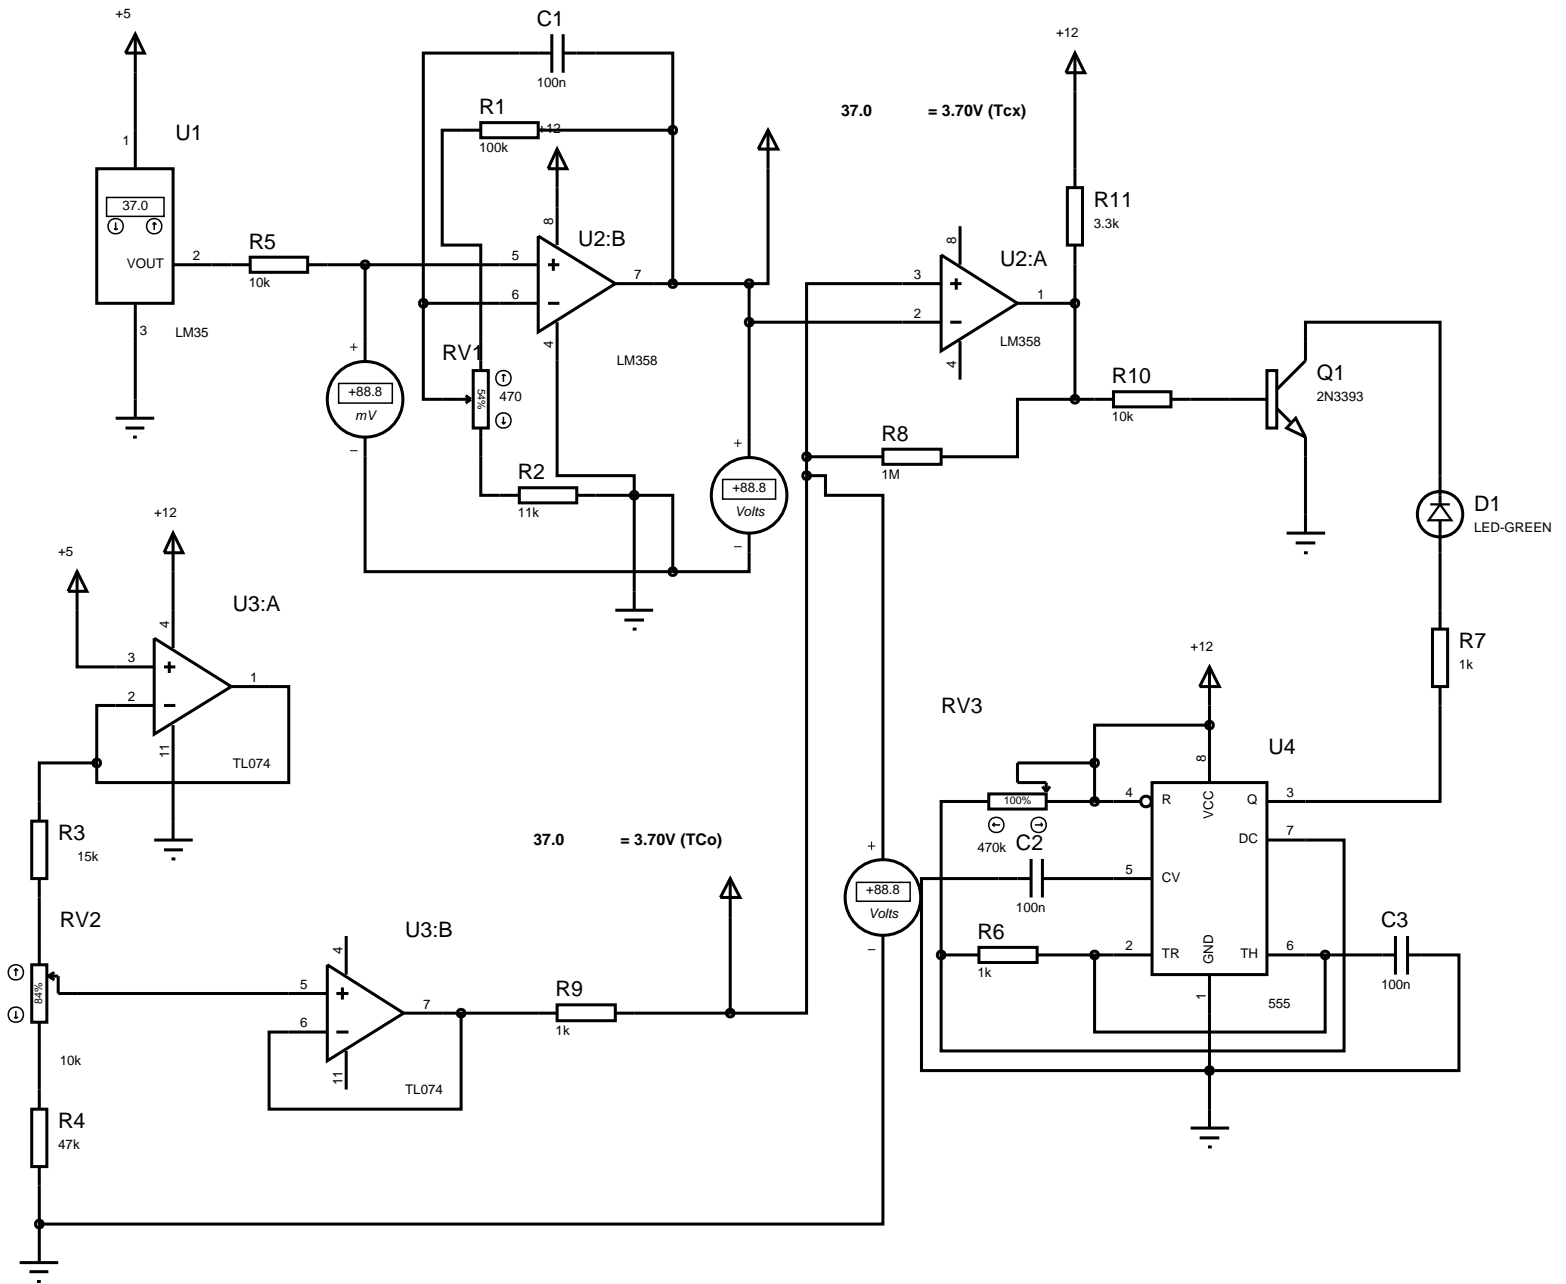 +5
C1
+12
100n
R1
37.0 = 3.70V (Tcx)
U1
1
+12
100k
R11
3.3k
37.0
8
8
R5
U2:B
U2:A
VOUT
2
5
7
3
1
10k
6
2
3
LM35
4
RV1
LM358
4
LM358
+
54%
470
R10
Q1
2N3393
+88.8
mV
10k
−
+
R8
R2
1M
+88.8
Volts
11k
D1
LED-GREEN
+12
−
+5
U3:A
4
R7
1k
3
1
+12
2
RV3
11
TL074
8
U4
100%
4
R
VCC
Q
3
R3
15k
37.0 = 3.70V (TCo)
470k
C2
DC
7
+
5
CV
+88.8
Volts
100n
RV2
U3:B
C3
R6
4
−
2
TR
GND
TH
6
84%
5
1k
100n
7
R9
1
555
6
1k
10k
11
TL074
R4
47k